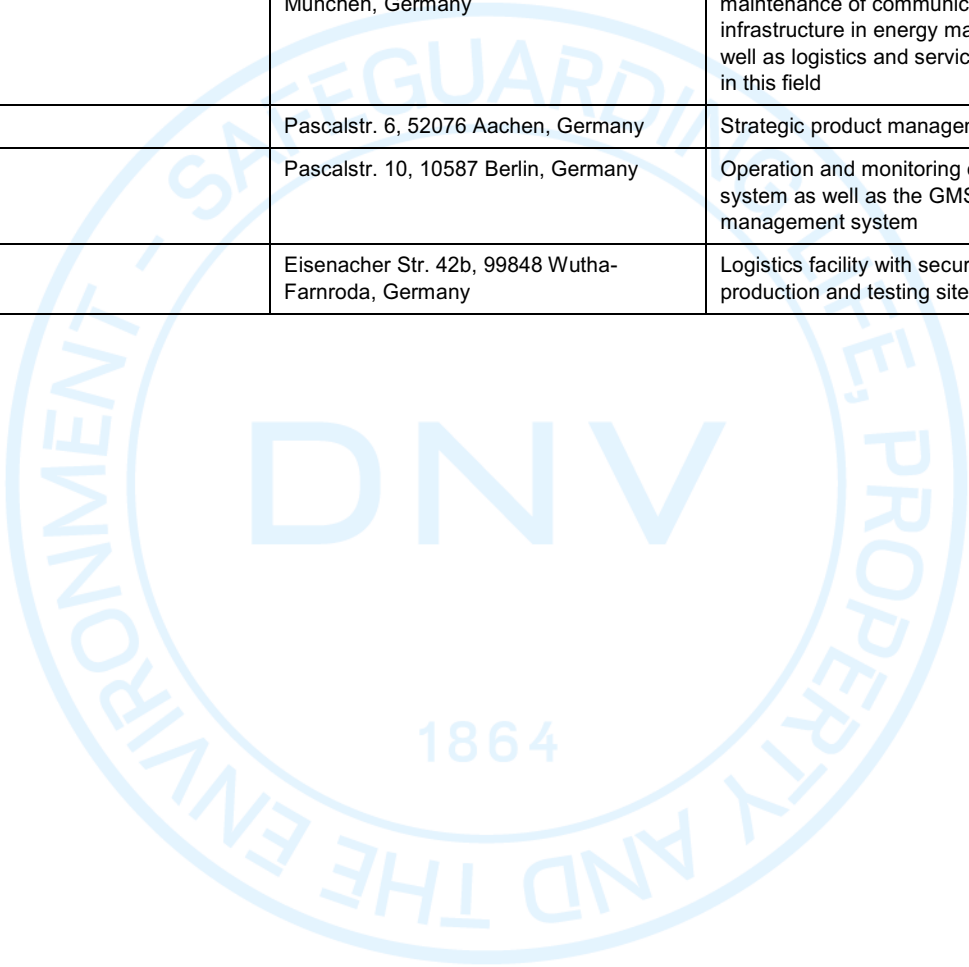 München, Germany
maintenance of communic
infrastructure in energy ma
well as logistics and servic
in this field
Pascalstr. 6, 52076 Aachen, Germany
Strategic product manager
Pascalstr. 10, 10587 Berlin, Germany
Operation and monitoring
system as well as the GMS
management system
Eisenacher Str. 42b, 99848 Wutha-
Farnroda, Germany
Logistics facility with secur
production and testing site
SAFEGUARDING LIFE, PROPERTY AND THE ENVIRONMENT –
DNV
1864